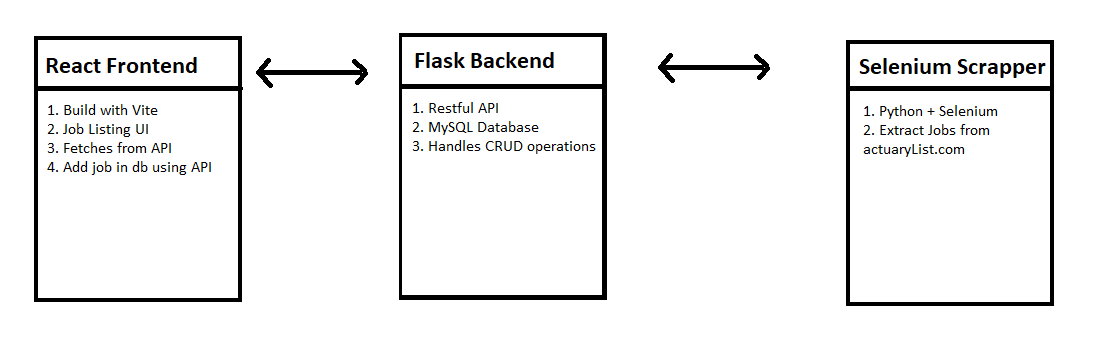 React Frontend
1. Build with Vite
2. Job Listing UI
3. Fetches from API
4. Add job in db using API
Flask Backend
1. Restful API
2. MySQL Database
3. Handles CRUD operations
Selenium Scrapper
1. Python + Selenium
2. Extract Jobs from
actuaryList.com